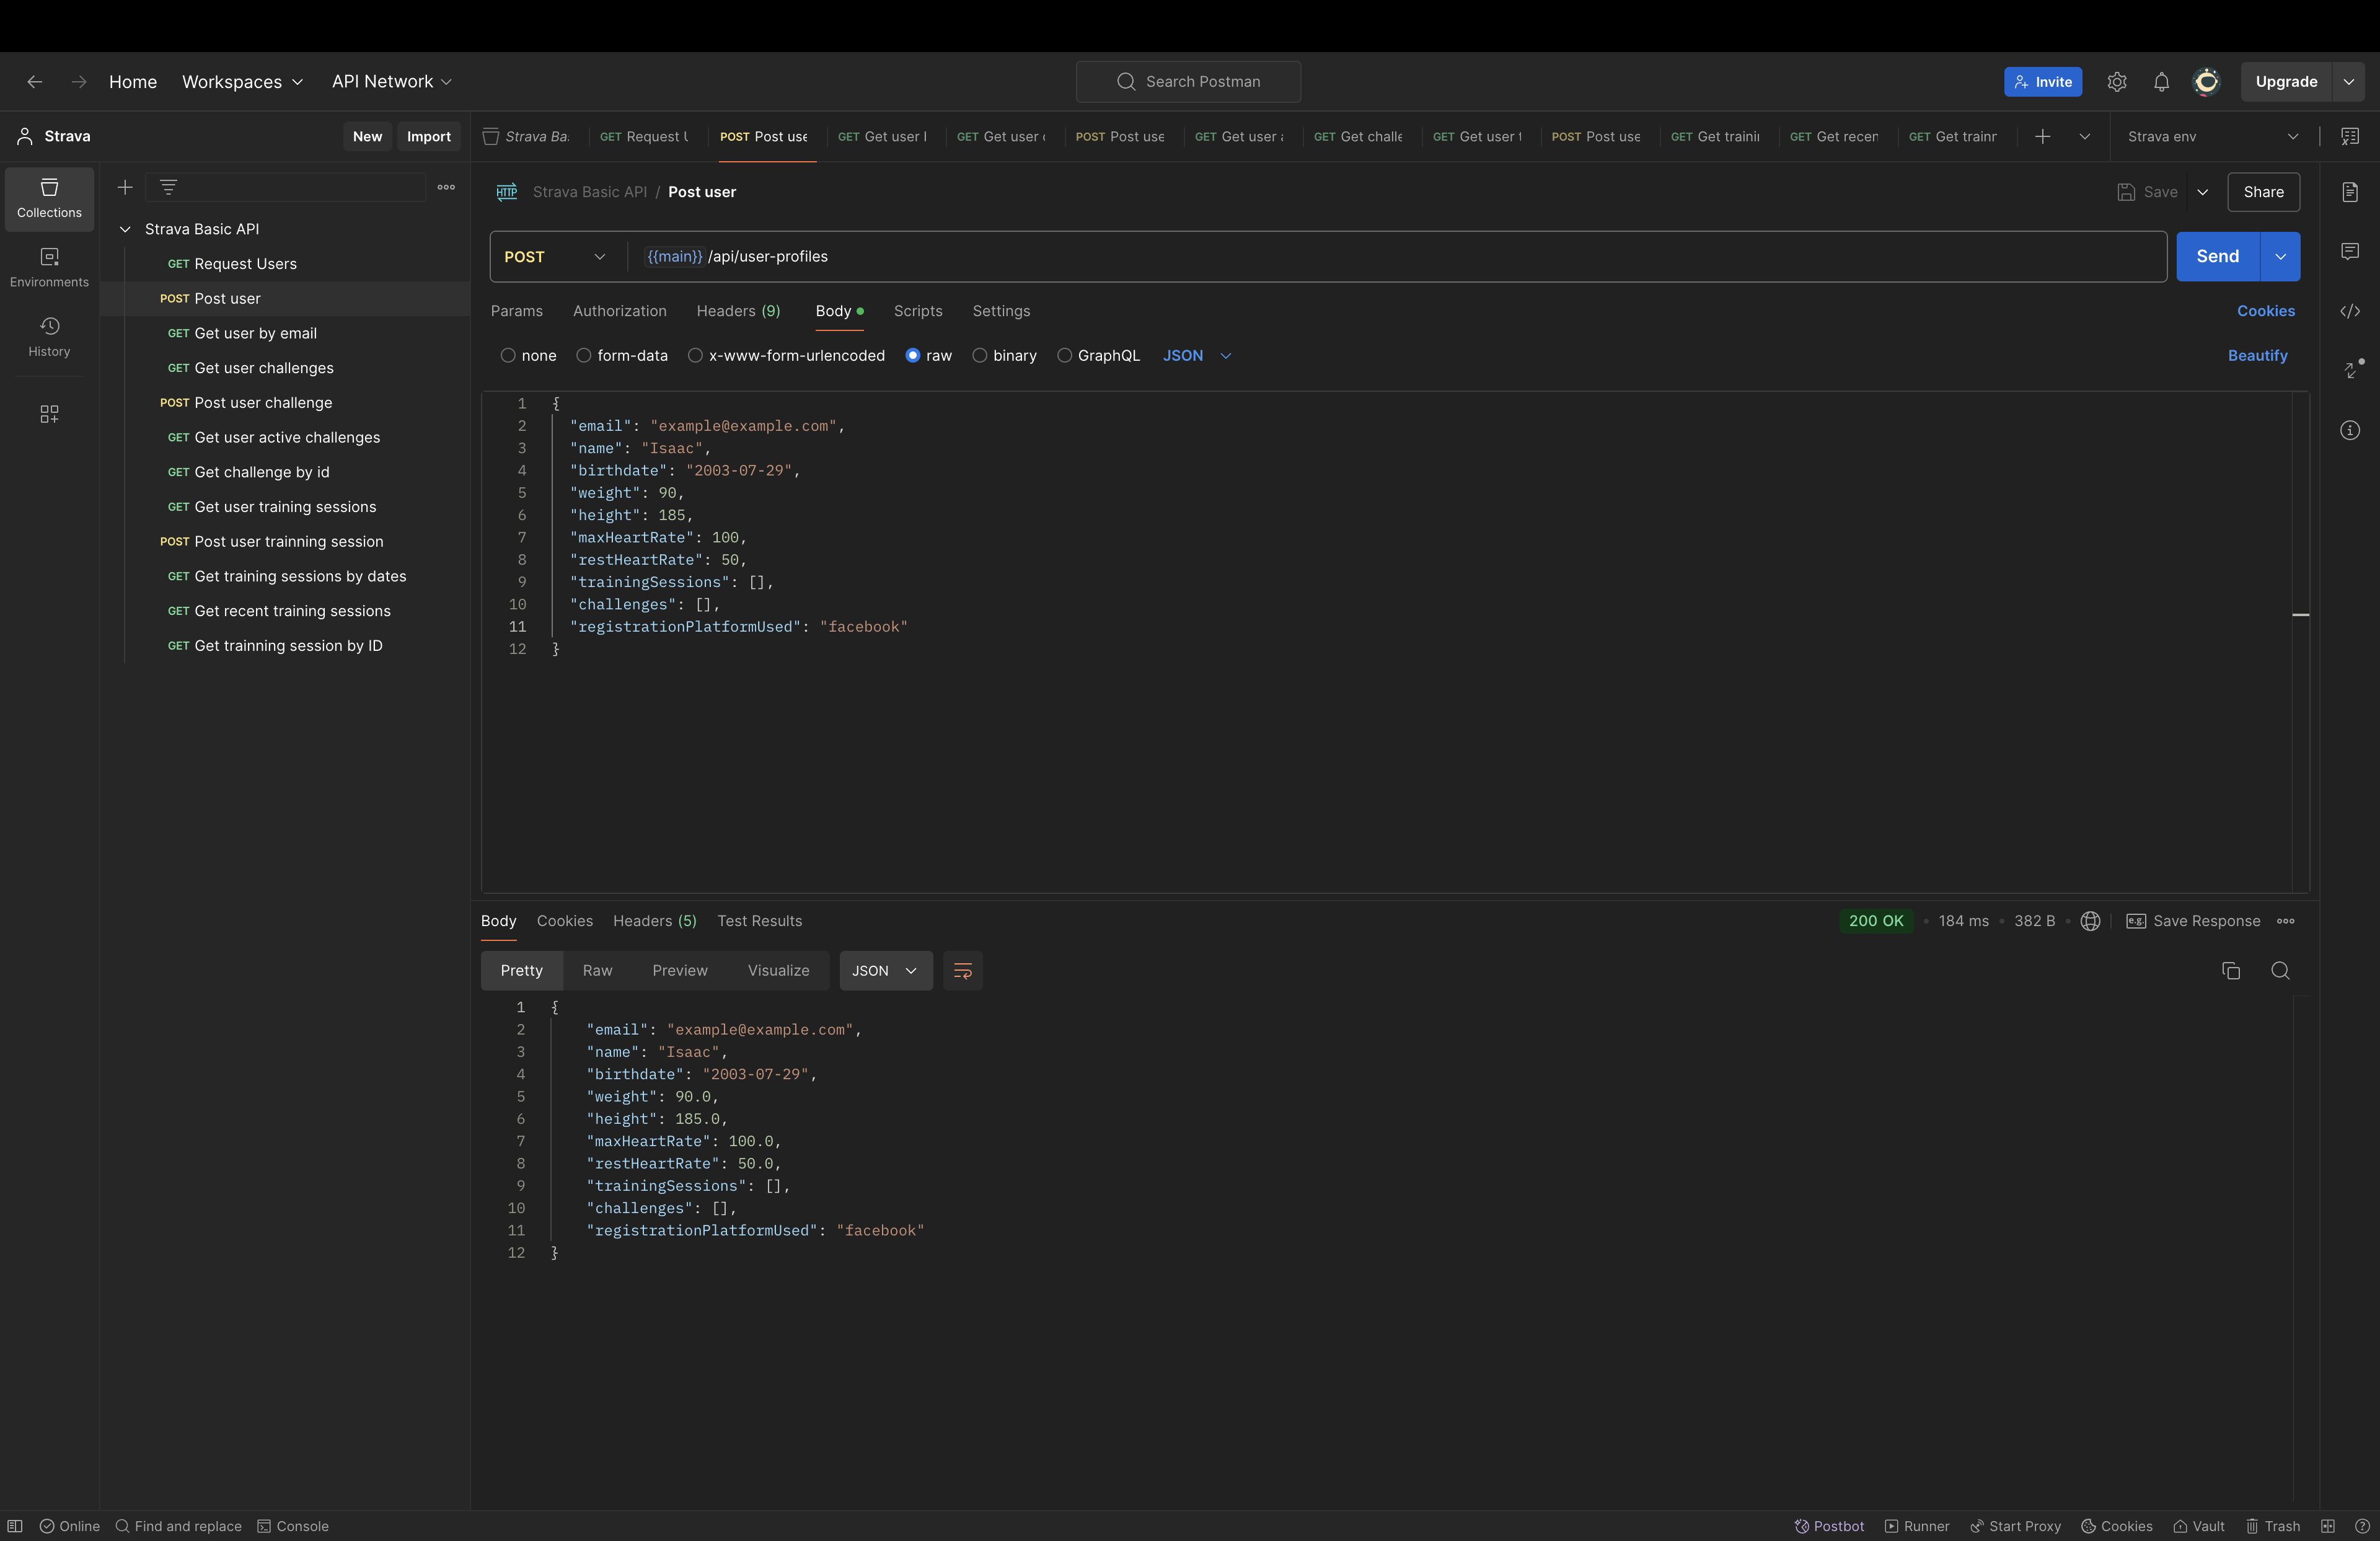 Home Workspaces API Network Search Postman Invite Upgrade
Strava New Import Strava Ba. GET Request POST Post use GET Get user GET Get user POST Post use GET Get user GET Get challe GET Get user POST Post use GET Get traini GET Get recen GET Get trainr Strava env
Collections
Environments
History
Strava Basic API
GET Request Users
POST Post user
GET Get user by email
GET Get user challenges
POST Post user challenge
GET Get user active challenges
GET Get challenge by id
GET Get user training sessions
POST Post user trainning session
GET Get training sessions by dates
GET Get recent training sessions
GET Get trainning session by ID
HTTP Strava Basic API / Post user Save Share
POST {{main}} /api/user-profiles Send
Params Authorization Headers (9) Body Scripts Settings Cookies
none form-data x-www-form-urlencoded raw binary GraphQL JSON Beautify
1 {
2 "email": "example@example.com",
3 "name": "Isaac",
4 "birthdate": "2003-07-29",
5 "weight": 90,
6 "height": 185,
7 "maxHeartRate": 100,
8 "restHeartRate": 50,
9 "trainingSessions": [],
10 "challenges": [],
11 "registrationPlatformUsed": "facebook"
12 }
Body Cookies Headers (5) Test Results 200 OK • 184 ms • 382 B • e.g. Save Response
Pretty Raw Preview Visualize JSON
1 {
2 "email": "example@example.com",
3 "name": "Isaac",
4 "birthdate": "2003-07-29",
5 "weight": 90.0,
6 "height": 185.0,
7 "maxHeartRate": 100.0,
8 "restHeartRate": 50.0,
9 "trainingSessions": [],
10 "challenges": [],
11 "registrationPlatformUsed": "facebook"
12 }
Online Find and replace Console Postbot Runner Start Proxy Cookies Vault Trash